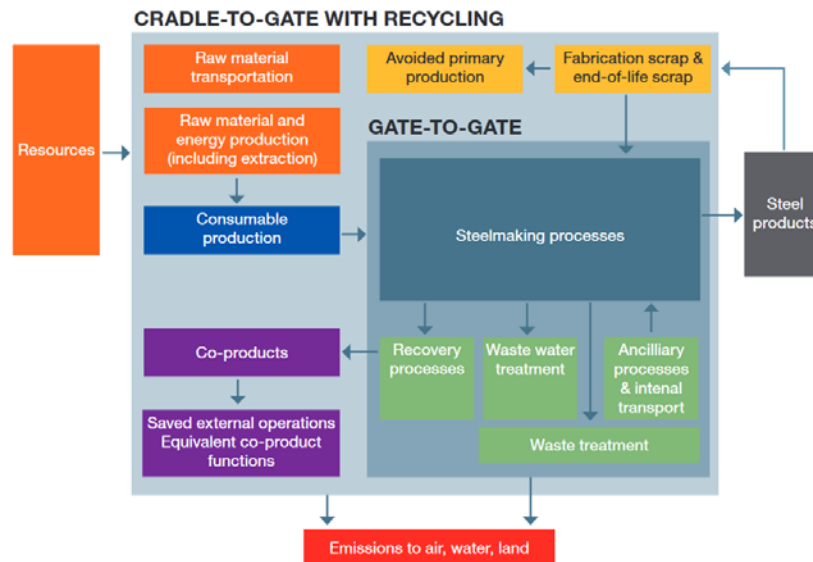 CRADLE-TO-GATE WITH RECYCLING
Raw material
transportation
Avoided primary
production
Fabrication scrap &
end-of-life scrap
Resources
Raw material and
energy production
(including extraction)
GATE-TO-GATE
Consumable
production
Steelmaking processes
Steel
products
Co-products
Recovery
processes
Waste water
treatment
Ancilliary
processes
& intenal
transport
Saved external operations
Equivalent co-product
functions
Waste treatment
Emissions to air, water, land